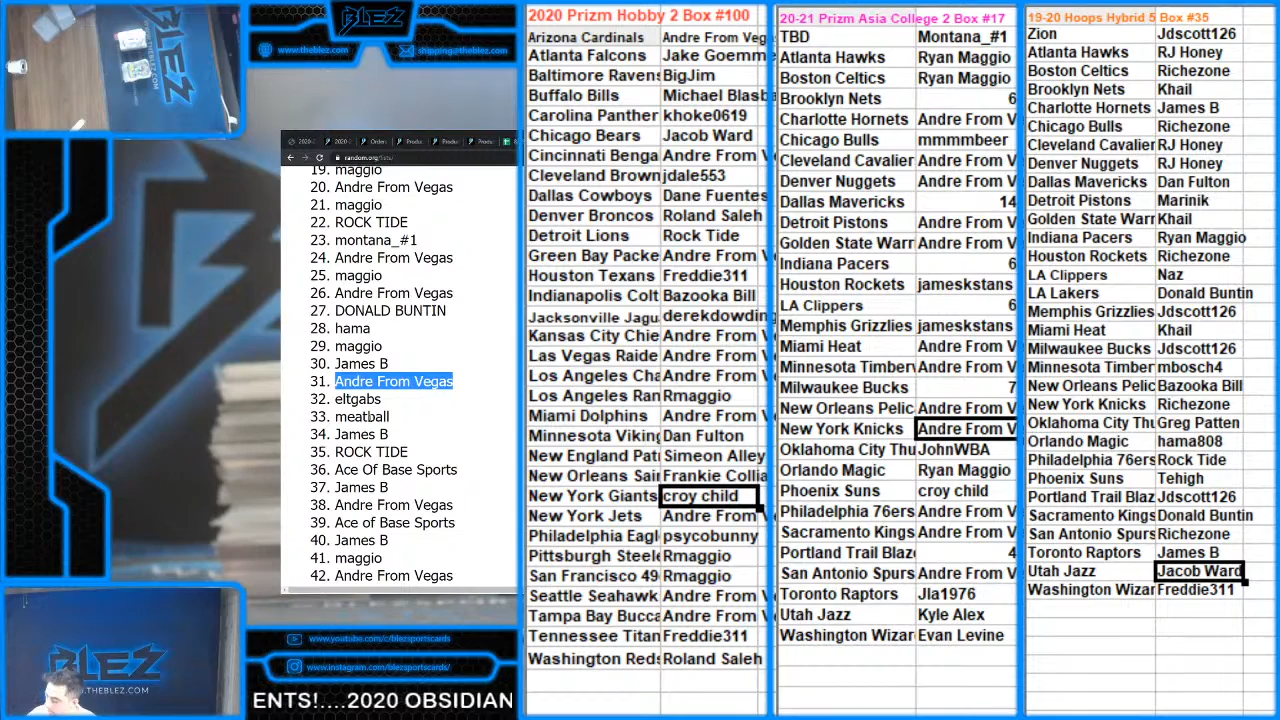 BLEZ
www.theblez.com
shipping@theblez.com
BLEZ
random.org/lists/
19. maggio
20. Andre From Vegas
21. maggio
22. ROCK TIDE
23. montana_#1
24. Andre From Vegas
25. maggio
26. Andre From Vegas
27. DONALD BUNTIN
28. hama
29. maggio
30. James B
31. Andre From Vegas
32. eltgabs
33. meatball
34. James B
35. ROCK TIDE
36. Ace Of Base Sports
37. James B
38. Andre From Vegas
39. Ace of Base Sports
40. James B
41. maggio
42. Andre From Vegas
BLEZ
WWW.THEBLEZ.COM
www.youtube.com/c/blezsportscards
www.instagram.com/blezsportscards/
ENTS!....2020 OBSIDIAN
2020 Prizm Hobby 2 Box #100
Arizona Cardinals Andre From Veg
Atlanta Falcons Jake Goemm
Baltimore Ravens BigJim
Buffalo Bills Michael Blasb
Carolina Panther khoke0619
Chicago Bears Jacob Ward
Cincinnati Benga Andre From V
Cleveland Brown jdale553
Dallas Cowboys Dane Fuentes
Denver Broncos Roland Saleh
Detroit Lions Rock Tide
Green Bay Packe Andre From V
Houston Texans Freddie311
Indianapolis Colt Bazooka Bill
Jacksonville Jagu derekdowding
Kansas City Chie Andre From V
Las Vegas Raide Andre From V
Los Angeles Cha Andre From V
Los Angeles Ran Rmaggio
Miami Dolphins Andre From V
Minnesota Viking Dan Fulton
New England Pat Simeon Alley
New Orleans Sai Frankie Collia
New York Giants croy child
New York Jets Andre From V
Philadelphia Eagl psycobunny
Pittsburgh Steele Rmaggio
San Francisco 49 Rmaggio
Seattle Seahawk Andre From V
Tampa Bay Bucca Andre From V
Tennessee Titan Freddie311
Washington Reds Roland Saleh
20-21 Prizm Asia College 2 Box #17
TBD Montana_#1
Atlanta Hawks Ryan Maggio
Boston Celtics Ryan Maggio
Brooklyn Nets 6
Charlotte Hornets Andre From V
Chicago Bulls mmmmbeer
Cleveland Cavalier Andre From V
Denver Nuggets Andre From V
Dallas Mavericks 14
Detroit Pistons Andre From V
Golden State Warr Andre From V
Indiana Pacers 6
Houston Rockets jameskstans
LA Clippers 6
Memphis Grizzlies jameskstans
Miami Heat Andre From V
Minnesota Timberv Andre From V
Milwaukee Bucks 7
New Orleans Pelic Andre From V
New York Knicks Andre From V
Oklahoma City Thu JohnWBA
Orlando Magic Ryan Maggio
Phoenix Suns croy child
Philadelphia 76ers Andre From V
Sacramento Kings Andre From V
Portland Trail Blaz 4
San Antonio Spurs Andre From V
Toronto Raptors Jla1976
Utah Jazz Kyle Alex
Washington Wizar Evan Levine
19-20 Hoops Hybrid 5 Box #35
Zion Jdscott126
Atlanta Hawks RJ Honey
Boston Celtics Richezone
Brooklyn Nets Khail
Charlotte Hornets James B
Chicago Bulls Richezone
Cleveland Cavalier RJ Honey
Denver Nuggets RJ Honey
Dallas Mavericks Dan Fulton
Detroit Pistons Marinik
Golden State Warr Khail
Indiana Pacers Ryan Maggio
Houston Rockets Richezone
LA Clippers Naz
LA Lakers Donald Buntin
Memphis Grizzlies Jdscott126
Miami Heat Khail
Milwaukee Bucks Jdscott126
Minnesota Timber mbosch4
New Orleans Pelic Bazooka Bill
New York Knicks Richezone
Oklahoma City Thu Greg Patten
Orlando Magic hama808
Philadelphia 76ers Rock Tide
Phoenix Suns Tehigh
Portland Trail Blaz Jdscott126
Sacramento Kings Donald Buntin
San Antonio Spurs Richezone
Toronto Raptors James B
Utah Jazz Jacob Ward
Washington Wizar Freddie311